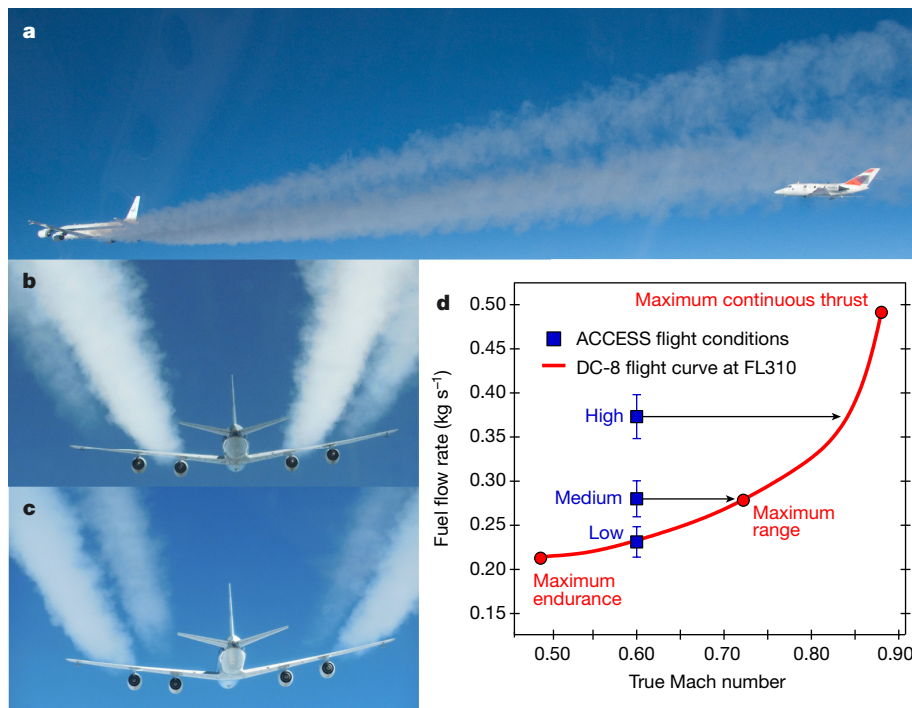 a
b
c
d
Maximum continuous thrust
ACCESS flight conditions
DC-8 flight curve at FL310
High
Medium
Low
Maximum
range
Maximum
endurance
Fuel flow rate (kg s⁻¹)
0.50
0.45
0.40
0.35
0.30
0.25
0.20
0.15
0.50
0.60
0.70
0.80
0.90
True Mach number